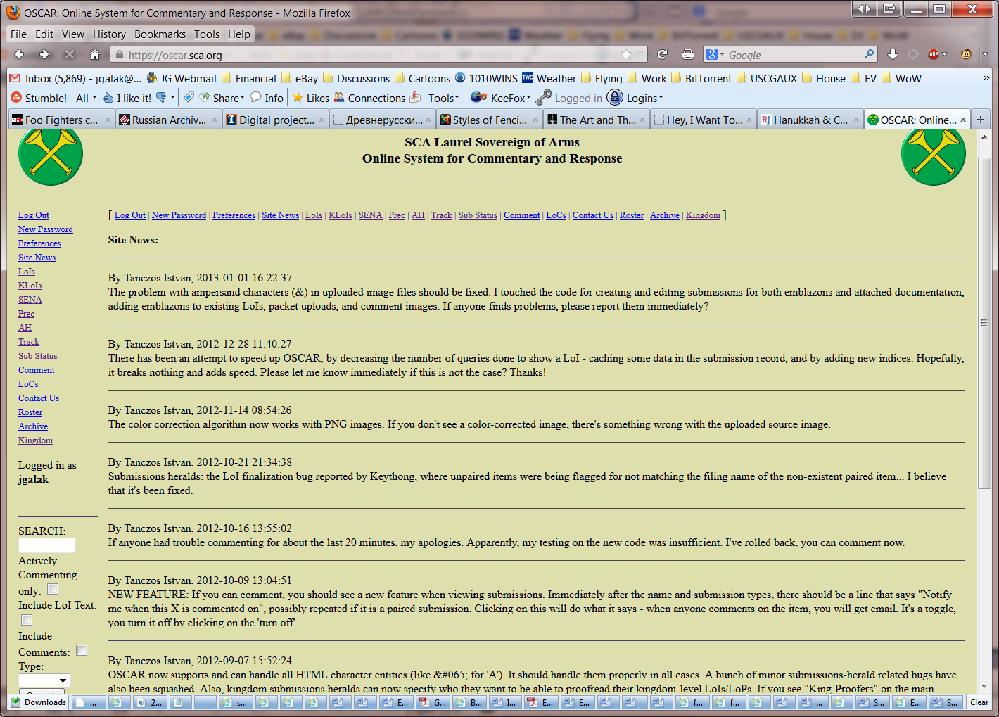 OSCAR: Online System for Commentary and Response - Mozilla Firefox
File Edit View History Bookmarks Tools Help
https://oscar.sca.org
Google
ABP
Inbox (5,869) - jgalak@... JG Webmail Financial eBay Discussions Cartoons 1010WINS TWC Weather Flying Work BitTorrent USCGAUX House EV WoW
Stumble! All I like it! Share Info Likes Connections Tools KeeFox Logged in Logins
NME Foo Fighters c... Russian Archiv... Digital project... Древнерусски... Styles of Fenci... The Art and Th... Hey, I Want To... RJ Hanukkah & C... OSCAR: Online...
SCA Laurel Sovereign of Arms
Online System for Commentary and Response
Log Out
New Password
Preferences
Site News
LoIs
KLoIs
SENA
Prec
AH
Track
Sub Status
Comment
LoCs
Contact Us
Roster
Archive
Kingdom
Logged in as
jgalak
SEARCH:
Actively
Commenting
only:
Include LoI Text:
Include
Comments:
Type:
[ Log Out | New Password | Preferences | Site News | LoIs | KLoIs | SENA | Prec | AH | Track | Sub Status | Comment | LoCs | Contact Us | Roster | Archive | Kingdom ]
Site News:
By Tanczos Istvan, 2013-01-01 16:22:37
The problem with ampersand characters (&) in uploaded image files should be fixed. I touched the code for creating and editing submissions for both emblazons and attached documentation,
adding emblazons to existing LoIs, packet uploads, and comment images. If anyone finds problems, please report them immediately?
By Tanczos Istvan, 2012-12-28 11:40:27
There has been an attempt to speed up OSCAR, by decreasing the number of queries done to show a LoI - caching some data in the submission record, and by adding new indices. Hopefully,
it breaks nothing and adds speed. Please let me know immediately if this is not the case? Thanks!
By Tanczos Istvan, 2012-11-14 08:54:26
The color correction algorithm now works with PNG images. If you don't see a color-corrected image, there's something wrong with the uploaded source image.
By Tanczos Istvan, 2012-10-21 21:34:38
Submissions heralds: the LoI finalization bug reported by Keythong, where unpaired items were being flagged for not matching the filing name of the non-existent paired item... I believe
that it's been fixed.
By Tanczos Istvan, 2012-10-16 13:55:02
If anyone had trouble commenting for about the last 20 minutes, my apologies. Apparently, my testing on the new code was insufficient. I've rolled back, you can comment now.
By Tanczos Istvan, 2012-10-09 13:04:51
NEW FEATURE: If you can comment, you should see a new feature when viewing submissions. Immediately after the name and submission types, there should be a line that says "Notify
me when this X is commented on", possibly repeated if it is a paired submission. Clicking on this will do what it says - when anyone comments on the item, you will get email. It's a toggle,
you turn it off by clicking on the 'turn off'.
By Tanczos Istvan, 2012-09-07 15:52:24
OSCAR now supports and can handle all HTML character entities (like &#065; for 'A'). It should handle them properly in all cases. A bunch of minor submissions-herald related bugs have
also been squashed. Also, kingdom submissions heralds can now specify who they want to be able to proofread their kingdom-level LoIs/LoPs. If you see "King-Proofers" on the main
Downloads ... 2... s... E... G... B... I... E... E... f... f... ... S... E... S... Clear